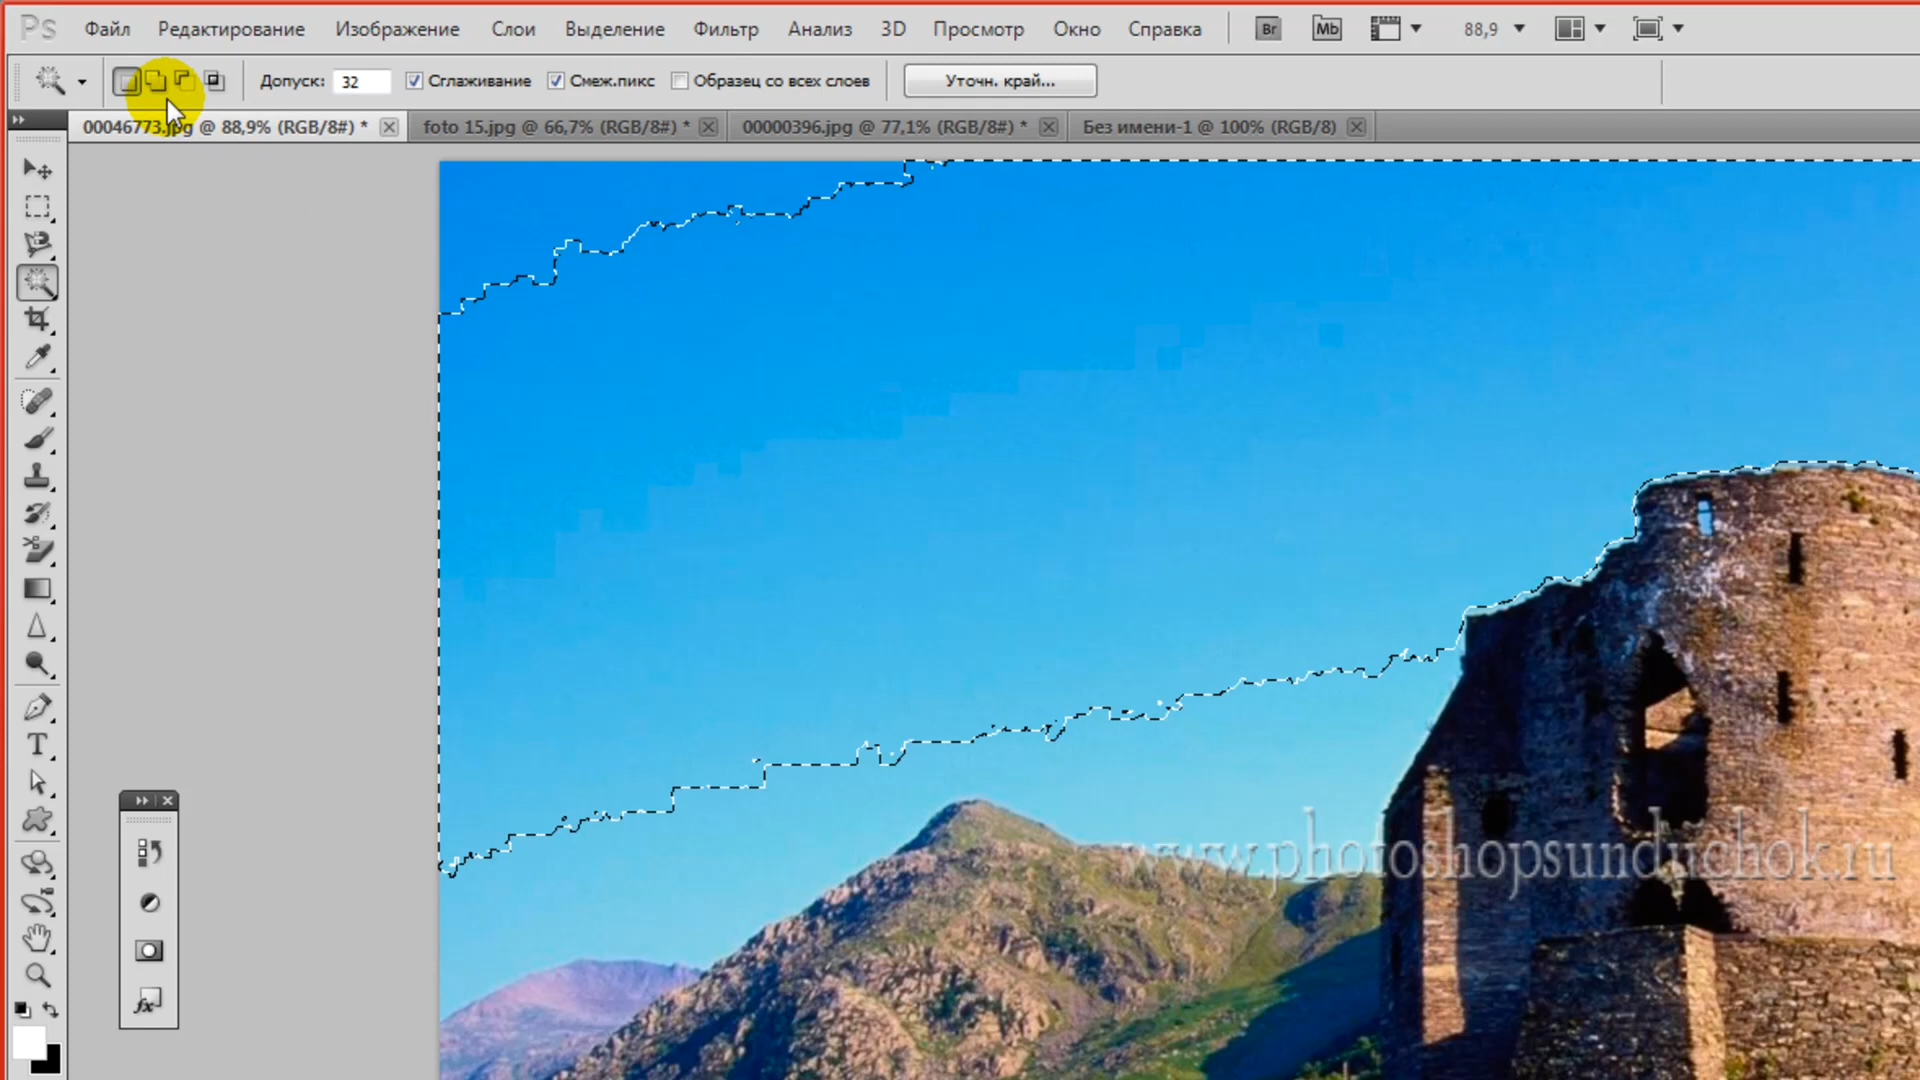 Ps Файл Редактирование Изображение Слои Выделение Фильтр Анализ 3D Просмотр Окно Справка Br Mb 88,9
Допуск: 32 Сглаживание Смеж.пикс Образец со всех слоев Уточн. край...
00046773.jpg @ 88,9% (RGB/8#) * foto 15.jpg @ 66,7% (RGB/8#) * 00000396.jpg @ 77,1% (RGB/8#) * Без имени-1 @ 100% (RGB/8)
www.photoshopsunduchok.ru